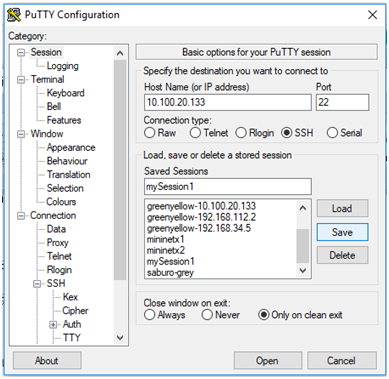 PuTTY Configuration
Category:
Session
Logging
Terminal
Keyboard
Bell
Features
Window
Appearance
Behaviour
Translation
Selection
Colours
Connection
Data
Proxy
Telnet
Rlogin
SSH
Kex
Cipher
Auth
TTY
Basic options for your PuTTY session
Specify the destination you want to connect to
Host Name (or IP address) Port
10.100.20.133 22
Connection type:
Raw Telnet Rlogin SSH Serial
Load, save or delete a stored session
Saved Sessions
mySession1
greenyellow-10.100.20.133
greenyellow-192.168.112.2
greenyellow-192.168.34.5
mininetx1
mininetx2
mySession1
saburo-grey
Load
Save
Delete
Close window on exit:
Always Never Only on clean exit
About Open Cancel